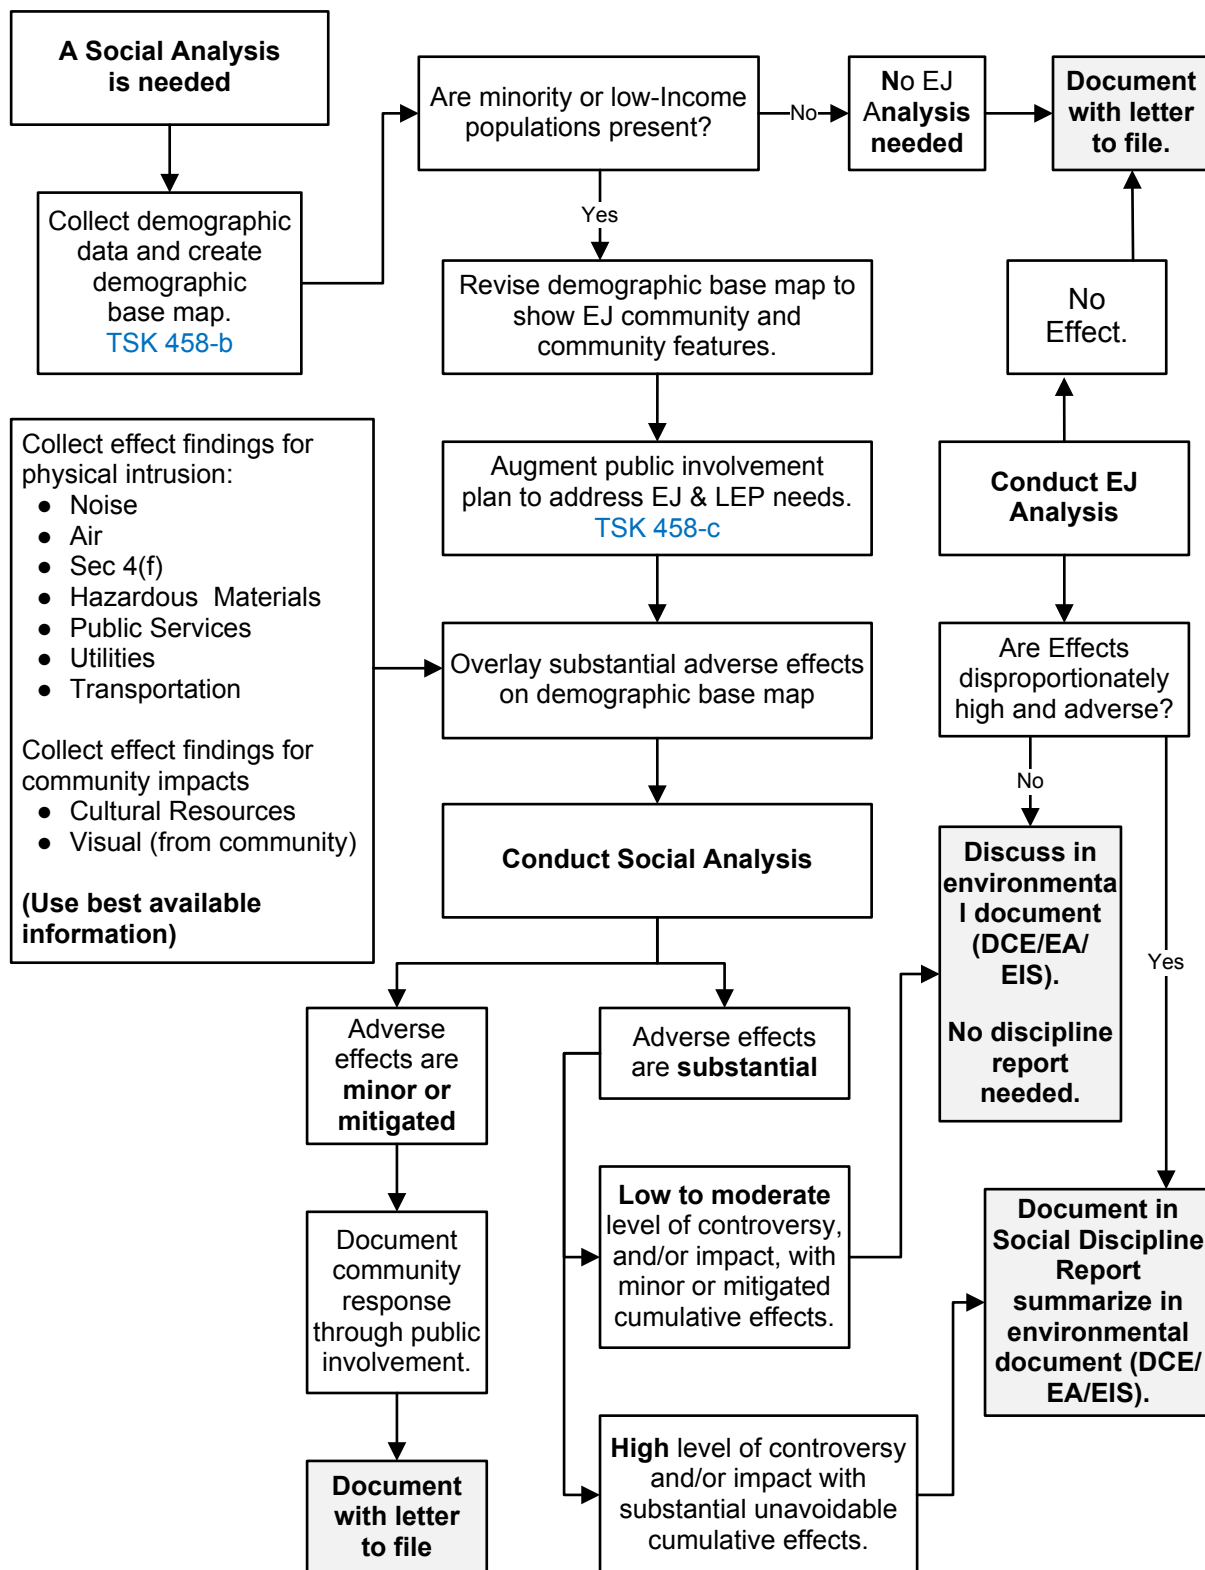 A Social Analysis
is needed
Collect demographic
data and create
demographic
base map.
TSK 458-b
Are minority or low-Income
populations present?
No
No EJ
Analysis
needed
Document
with letter
to file.
Yes
Revise demographic base map to
show EJ community and
community features.
No
Effect.
Collect effect findings for
physical intrusion:
● Noise
● Air
● Sec 4(f)
● Hazardous Materials
● Public Services
● Utilities
● Transportation
Collect effect findings for
community impacts
● Cultural Resources
● Visual (from community)
(Use best available
information)
Augment public involvement
plan to address EJ & LEP needs.
TSK 458-c
Conduct EJ
Analysis
Overlay substantial adverse effects
on demographic base map
Are Effects
disproportionately
high and adverse?
No
Yes
Conduct Social Analysis
Discuss in
environmenta
l document
(DCE/EA/
EIS).
No discipline
report
needed.
Adverse
effects are
minor or
mitigated
Adverse effects
are substantial
Low to moderate
level of controversy,
and/or impact, with
minor or mitigated
cumulative effects.
Document in
Social Discipline
Report
summarize in
environmental
document (DCE/
EA/EIS).
Document
community
response
through public
involvement.
High level of controversy
and/or impact with
substantial unavoidable
cumulative effects.
Document
with letter
to file